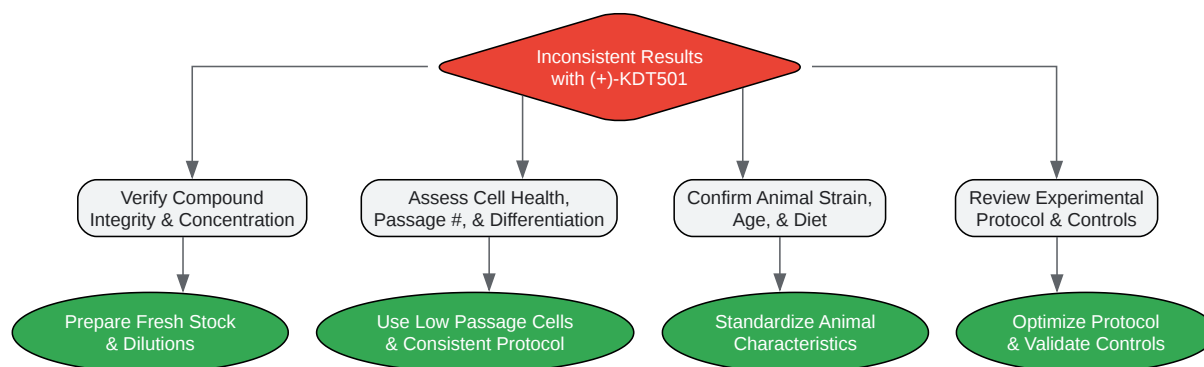 Inconsistent Results
with (+)-KDT501
Verify Compound
Integrity & Concentration
Assess Cell Health,
Passage #, & Differentiation
Confirm Animal Strain,
Age, & Diet
Review Experimental
Protocol & Controls
Prepare Fresh Stock
& Dilutions
Use Low Passage Cells
& Consistent Protocol
Standardize Animal
Characteristics
Optimize Protocol
& Validate Controls